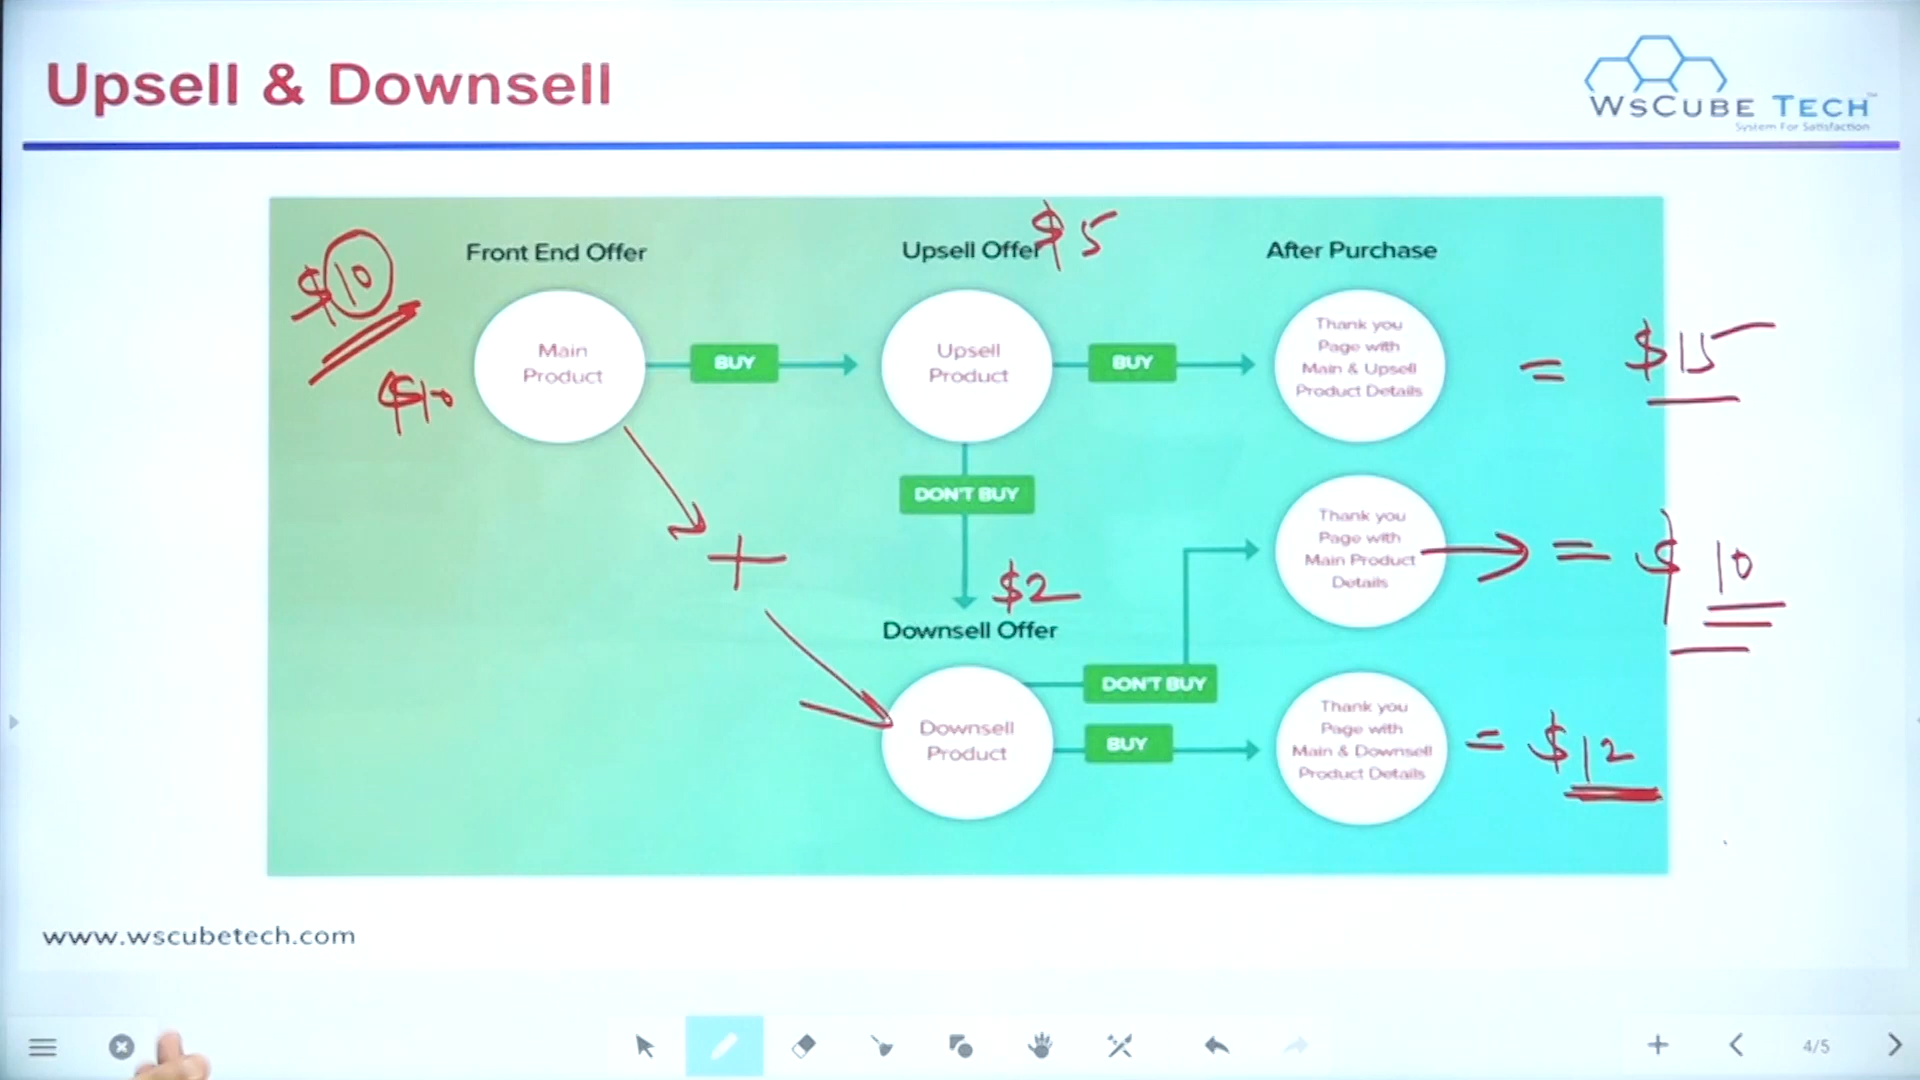 Upsell & Downsell
WSCUBE TECH
System For Satisfaction
$10
$10
Front End Offer
Main
Product
BUY
Upsell Offer
$5
Upsell
Product
BUY
After Purchase
Thank you
Page with
Main & Upsell
Product Details
= $15
DON'T BUY
$2
Downsell Offer
+
Downsell
Product
DON'T BUY
Thank you
Page with
Main Product
Details
= $10
BUY
Thank you
Page with
Main & Downsell
Product Details
= $12
www.wscubetech.com
4/5